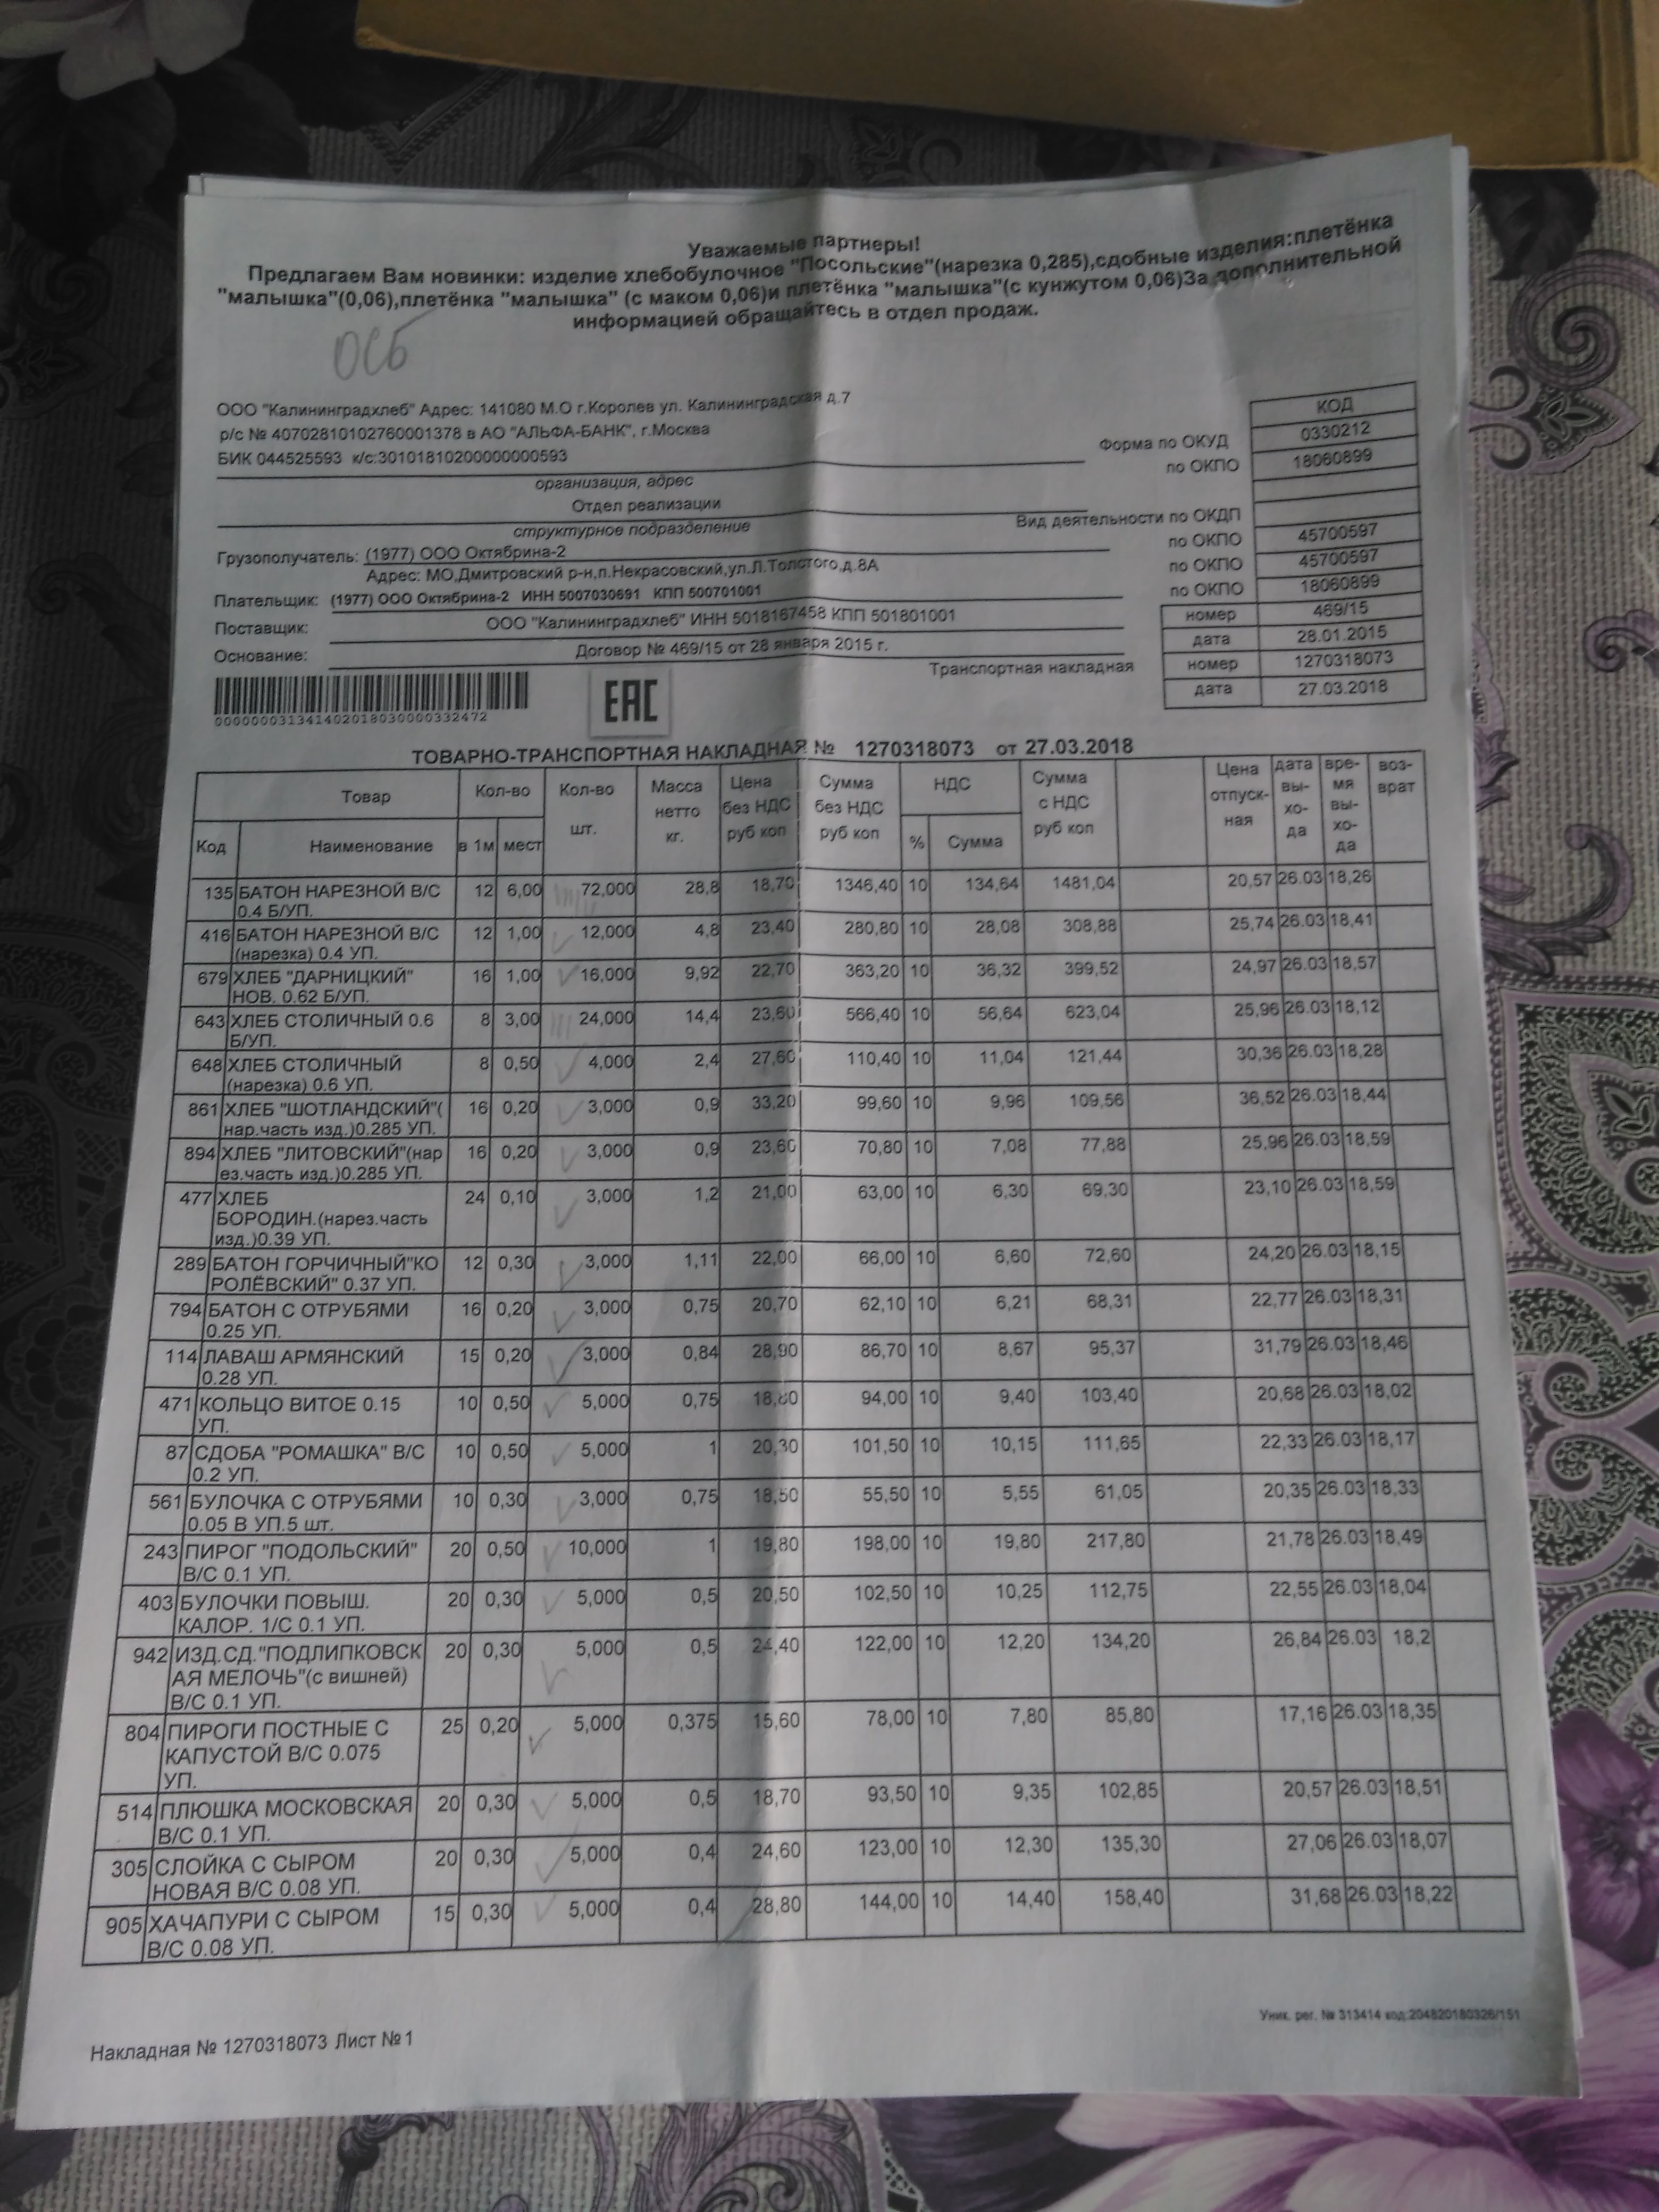 Уважаемые партнеры!
Предлагаем Вам новинки: изделие хлебобулочное "Посольские"(нарезка 0,285),сдобные изделия:плетёнка
"малышка"(0,06),плетёнка "малышка" (с маком 0,06)и плетёнка "малышка"(с кунжутом 0,06)За дополнительной
информацией обращайтесь в отдел продаж.
ОСБ
ООО "Калининградхлеб" Адрес: 141080 М.О г.Королев ул. Калининградская д.7
р/с № 40702810102760001378 в АО "АЛЬФА-БАНК", г.Москва
БИК 044525593 к/с:30101810200000000593
организация, адрес
Отдел реализации
структурное подразделение
КОД
Форма по ОКУД 0330212
по ОКПО 18060899
Вид деятельности по ОКДП
по ОКПО 45700597
по ОКПО 45700597
по ОКПО 18060899
Грузополучатель: (1977) ООО Октябрина-2
Адрес: МО,Дмитровский р-н,п.Некрасовский,ул.Л.Толстого,д.8А
Плательщик: (1977) ООО Октябрина-2 ИНН 5007030691 КПП 500701001
Поставщик: ООО "Калининградхлеб" ИНН 5018167458 КПП 501801001
Основание: Договор № 469/15 от 28 января 2015 г.
номер 469/15
дата 28.01.2015
Транспортная накладная номер 1270318073
дата 27.03.2018
000000031341402018030000332472
EAC
ТОВАРНО-ТРАНСПОРТНАЯ НАКЛАДНАЯ № 1270318073 от 27.03.2018
Товар Кол-во Кол-во шт. Масса нетто кг. Цена без НДС руб коп Сумма без НДС руб коп НДС Сумма с НДС руб коп Цена отпуск-ная дата вы-хо-да вре-мя вы-хо-да воз-врат
Код Наименование в 1м мест % Сумма
135 БАТОН НАРЕЗНОЙ В/С 12 6,00 72,000 28,8 18,70 1346,40 10 134,64 1481,04 20,57 26.03 18,26
0.4 Б/УП.
416 БАТОН НАРЕЗНОЙ В/С 12 1,00 12,000 4,8 23,40 280,80 10 28,08 308,88 25,74 26.03 18,41
(нарезка) 0.4 УП.
679 ХЛЕБ "ДАРНИЦКИЙ" 16 1,00 16,000 9,92 22,70 363,20 10 36,32 399,52 24,97 26.03 18,57
НОВ. 0.62 Б/УП.
643 ХЛЕБ СТОЛИЧНЫЙ 0.6 8 3,00 24,000 14,4 23,60 566,40 10 56,64 623,04 25,96 26.03 18,12
Б/УП.
648 ХЛЕБ СТОЛИЧНЫЙ 8 0,50 4,000 2,4 27,60 110,40 10 11,04 121,44 30,36 26.03 18,28
(нарезка) 0.6 УП.
861 ХЛЕБ "ШОТЛАНДСКИЙ"( 16 0,20 3,000 0,9 33,20 99,60 10 9,96 109,56 36,52 26.03 18,44
нар.часть изд.)0.285 УП.
894 ХЛЕБ "ЛИТОВСКИЙ"(нар 16 0,20 3,000 0,9 23,60 70,80 10 7,08 77,88 25,96 26.03 18,59
ез.часть изд.)0.285 УП.
477 ХЛЕБ 24 0,10 3,000 1,2 21,00 63,00 10 6,30 69,30 23,10 26.03 18,59
БОРОДИН.(нарез.часть
изд.)0.39 УП.
289 БАТОН ГОРЧИЧНЫЙ"КО 12 0,30 3,000 1,11 22,00 66,00 10 6,60 72,60 24,20 26.03 18,15
РОЛЁВСКИЙ" 0.37 УП.
794 БАТОН С ОТРУБЯМИ 16 0,20 3,000 0,75 20,70 62,10 10 6,21 68,31 22,77 26.03 18,31
0.25 УП.
114 ЛАВАШ АРМЯНСКИЙ 15 0,20 3,000 0,84 28,90 86,70 10 8,67 95,37 31,79 26.03 18,46
0.28 УП.
471 КОЛЬЦО ВИТОЕ 0.15 10 0,50 5,000 0,75 18,80 94,00 10 9,40 103,40 20,68 26.03 18,02
УП.
87 СДОБА "РОМАШКА" В/С 10 0,50 5,000 1 20,30 101,50 10 10,15 111,65 22,33 26.03 18,17
0.2 УП.
561 БУЛОЧКА С ОТРУБЯМИ 10 0,30 3,000 0,75 18,50 55,50 10 5,55 61,05 20,35 26.03 18,33
0.05 В УП.5 шт.
243 ПИРОГ "ПОДОЛЬСКИЙ" 20 0,50 10,000 1 19,80 198,00 10 19,80 217,80 21,78 26.03 18,49
В/С 0.1 УП.
403 БУЛОЧКИ ПОВЫШ. 20 0,30 5,000 0,5 20,50 102,50 10 10,25 112,75 22,55 26.03 18,04
КАЛОР. 1/С 0.1 УП.
942 ИЗД.СД."ПОДЛИПКОВСК 20 0,30 5,000 0,5 24,40 122,00 10 12,20 134,20 26,84 26.03 18,2
АЯ МЕЛОЧЬ"(с вишней)
В/С 0.1 УП.
804 ПИРОГИ ПОСТНЫЕ С 25 0,20 5,000 0,375 15,60 78,00 10 7,80 85,80 17,16 26.03 18,35
КАПУСТОЙ В/С 0.075
УП.
514 ПЛЮШКА МОСКОВСКАЯ 20 0,30 5,000 0,5 18,70 93,50 10 9,35 102,85 20,57 26.03 18,51
В/С 0.1 УП.
305 СЛОЙКА С СЫРОМ 20 0,30 5,000 0,4 24,60 123,00 10 12,30 135,30 27,06 26.03 18,07
НОВАЯ В/С 0.08 УП.
905 ХАЧАПУРИ С СЫРОМ 15 0,30 5,000 0,4 28,80 144,00 10 14,40 158,40 31,68 26.03 18,22
В/С 0.08 УП.
Уник. рег. № 313414 код:204820180326/151
Накладная № 1270318073 Лист № 1